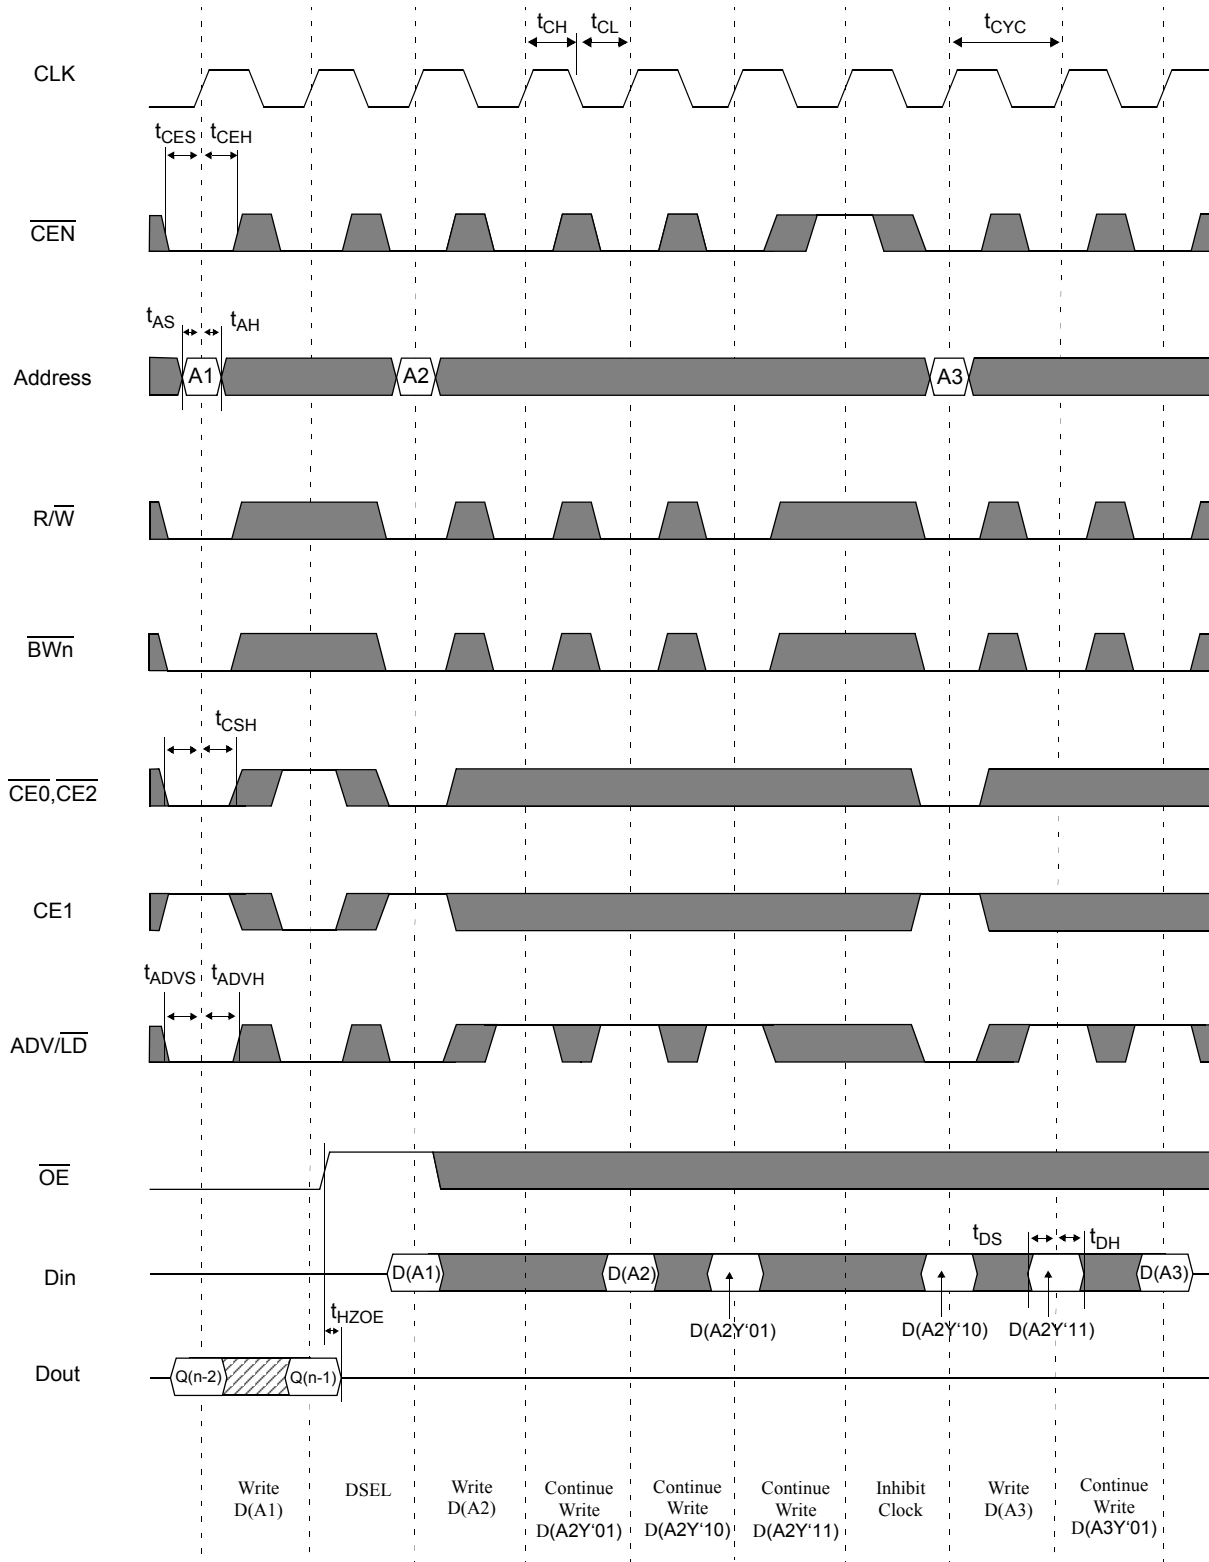 tCH tCL tCYC
CLK
tCES tCEH
CEN
tAS tAH
Address A1 A2 A3
R/W
BWn
tCSH
CE0,CE2
CE1
tADVS tADVH
ADV/LD
OE
tDS tDH
Din D(A1) D(A2) D(A3)
tHZOE
D(A2Y‘01) D(A2Y‘10) D(A2Y‘11)
Dout Q(n-2) Q(n-1)
Write
D(A1)
DSEL
Write
D(A2)
Continue
Write
D(A2Y‘01)
Continue
Write
D(A2Y‘10)
Continue
Write
D(A2Y‘11)
Inhibit
Clock
Write
D(A3)
Continue
Write
D(A3Y‘01)